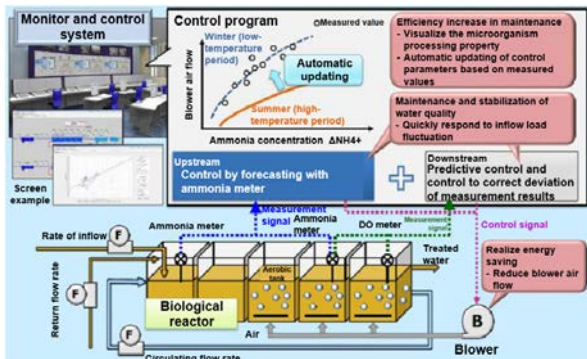 Monitor and control
system
Screen
example
Control program
Measured value
Winter (low-
temperature
period)
Automatic
updating
Summer (high-
temperature period)
Blower air flow
Ammonia concentration ΔNH4+
Efficiency increase in maintenance
- Visualize the microorganism
processing property
- Automatic updating of control
parameters based on measured
values
Maintenance and stabilization of
water quality
- Quickly respond to inflow load
fluctuation
Upstream
Control by forecasting with
ammonia meter
Downstream
Predictive control and
control to correct deviation
of measurement results
Measurement
signal
Measurement
signal
Control signal
Rate of inflow
F
Ammonia meter
Ammonia
meter
DO meter
Treated
water
Realize energy
saving
- Reduce blower air
flow
Return flow rate
F
Aerobic
tank
Biological
reactor
Air
B
Blower
F
Circulating flow rate